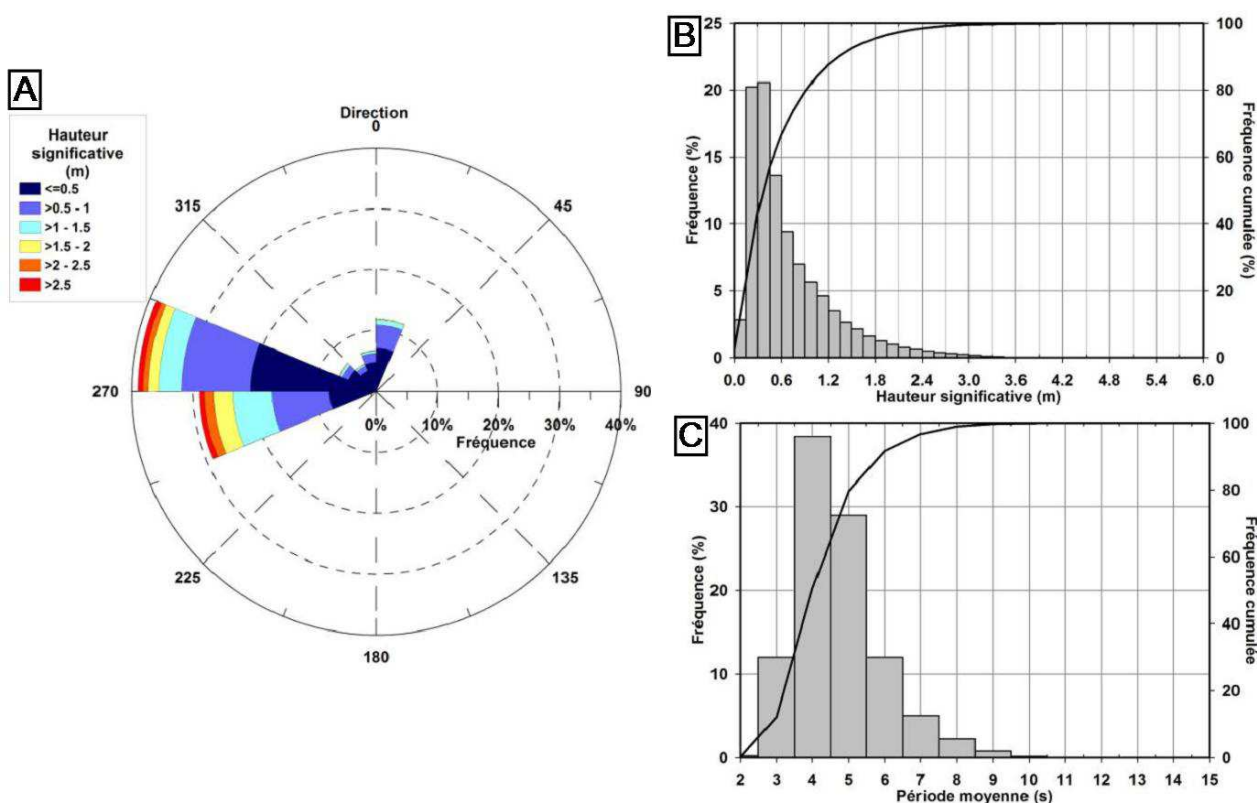 A
Hauteur
significative
(m)
<=0.5
>0.5 - 1
>1 - 1.5
>1.5 - 2
>2 - 2.5
>2.5
Direction
0
315
45
270
90
0% 10% 20% 30% 40%
Fréquence
225
135
180
B
Fréquence (%)
25
20
15
10
5
0
Fréquence cumulée (%)
100
80
60
40
20
0
0.0 0.6 1.2 1.8 2.4 3.0 3.6 4.2 4.8 5.4 6.0
Hauteur significative (m)
C
Fréquence (%)
40
30
20
10
0
Fréquence cumulée
100
80
60
40
20
0
2 3 4 5 6 7 8 9 10 11 12 13 14 15
Période moyenne (s)